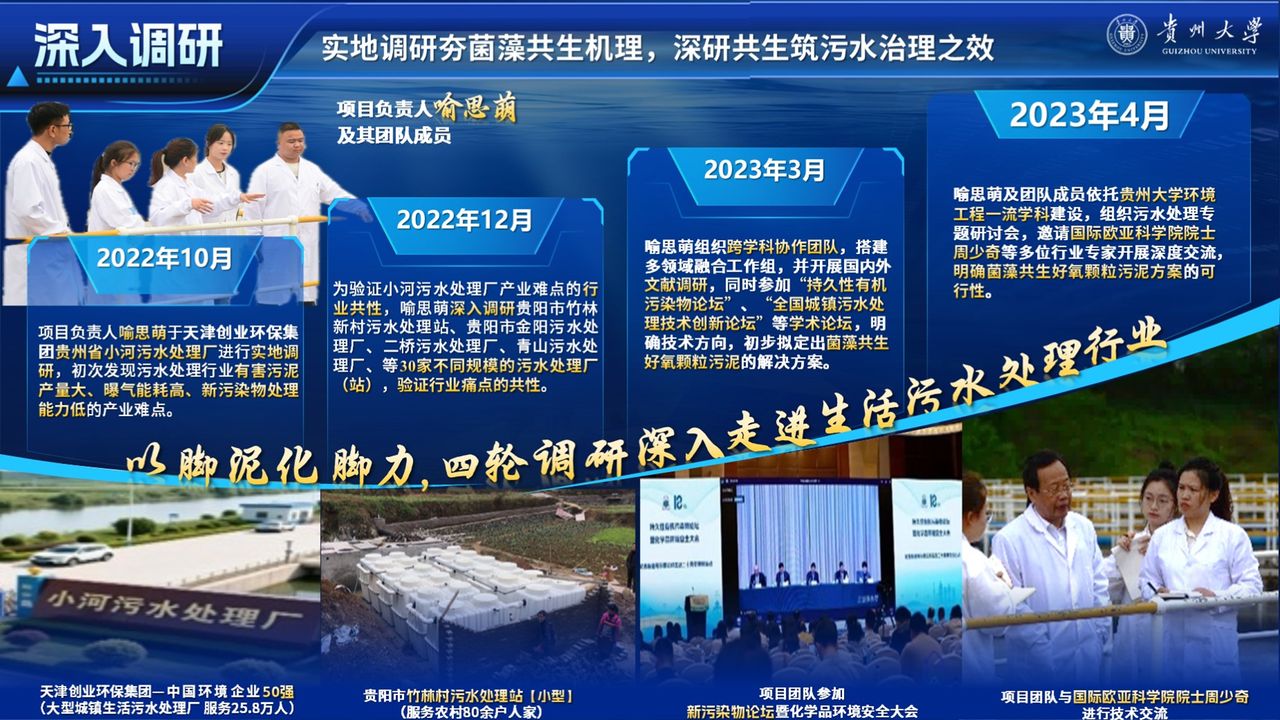 深入调研
实地调研夯菌藻共生机理，深研共生筑污水治理之效
贵州大学
GUIZHOU UNIVERSITY
项目负责人喻思萌
及其团队成员
2022年10月
项目负责人喻思萌于天津创业环保集
团贵州省小河污水处理厂进行实地调
研，初次发现污水处理行业有害污泥
产量大、曝气能耗高、新污染物处理
能力低的产业难点。
2022年12月
为验证小河污水处理厂产业难点的行
业共性，喻思萌深入调研贵阳市竹林
新村污水处理站、贵阳市金阳污水处
理厂、二桥污水处理厂、青山污水处
理厂、等30家不同规模的污水处理厂
（站），验证行业痛点的共性。
2023年3月
喻思萌组织跨学科协作团队，搭建
多领域融合工作组，并开展国内外
文献调研，同时参加“持久性有机
污染物论坛”、“全国城镇污水处
理技术创新论坛”等学术论坛，明
确技术方向，初步拟定出菌藻共生
好氧颗粒污泥的解决方案。
2023年4月
喻思萌及团队成员依托贵州大学环境
工程一流学科建设，组织污水处理专
题研讨会，邀请国际欧亚科学院院士
周少奇等多位行业专家开展深度交流，
明确菌藻共生好氧颗粒污泥方案的可
行性。
以脚泥化脚力，四轮调研深入走进生活污水处理行业
小河污水处理厂
天津创业环保集团—中国环境企业50强
（大型城镇生活污水处理厂 服务25.8万人）
贵阳市竹林村污水处理站【小型】
（服务农村80余户人家）
项目团队参加
新污染物论坛暨化学品环境安全大会
项目团队与国际欧亚科学院院士周少奇
进行技术交流